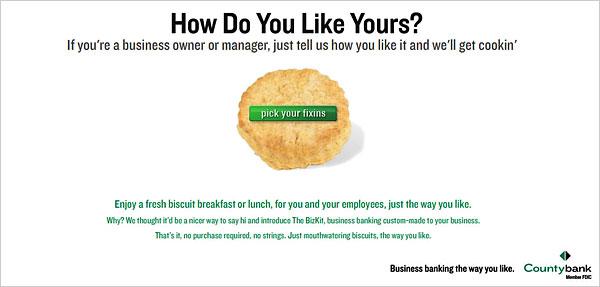 How Do You Like Yours?
If you're a business owner or manager, just tell us how you like it and we'll get cookin'
pick your fixins
Enjoy a fresh biscuit breakfast or lunch, for you and your employees, just the way you like.
Why? We thought it'd be a nicer way to say hi and introduce The BizKit, business banking custom-made to your business.
That's it, no purchase required, no strings. Just mouthwatering biscuits, the way you like.
Business banking the way you like.
Countybank
Member FDIC